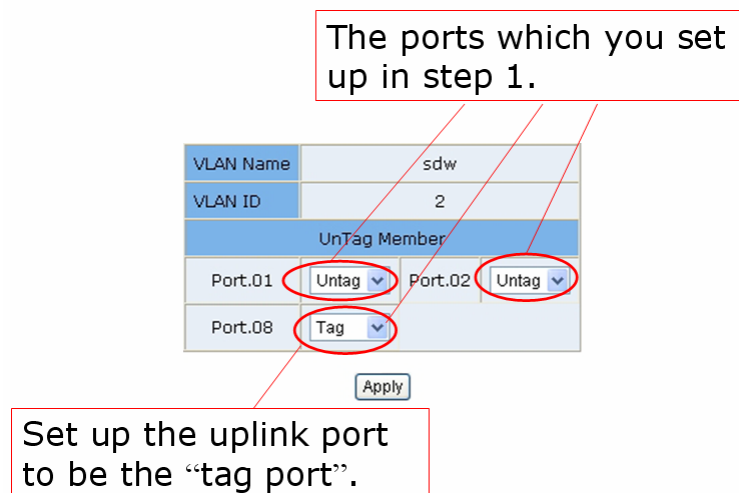 The ports which you set
up in step 1.
VLAN Name sdw
VLAN ID 2
UnTag Member
Port.01 Untag Port.02 Untag
Port.08 Tag
Apply
Set up the uplink port
to be the “tag port”.